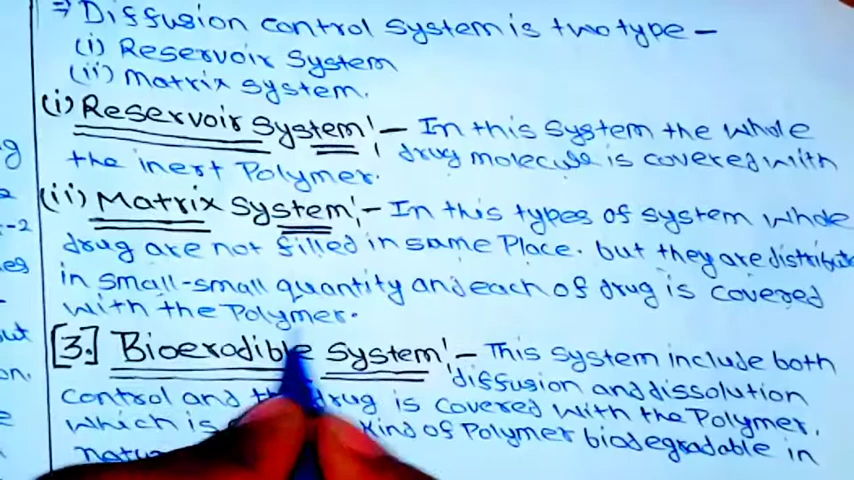 ⇒ Diffusion control system is two type -
(i) Reservoir System
(ii) Matrix system.
(i) Reservoir System :- In this system the whole
drug molecule is covered with
the inert Polymer.
(ii) Matrix System :- In this types of system whole
drug are not filled in same Place. but they are distribute
in small-small quantity and each of drug is covered
with the Polymer.
[3.] Bioerodible System :- This system include both
diffusion and dissolution
control and drug is covered with the Polymer.
which is kind of Polymer biodegradable in